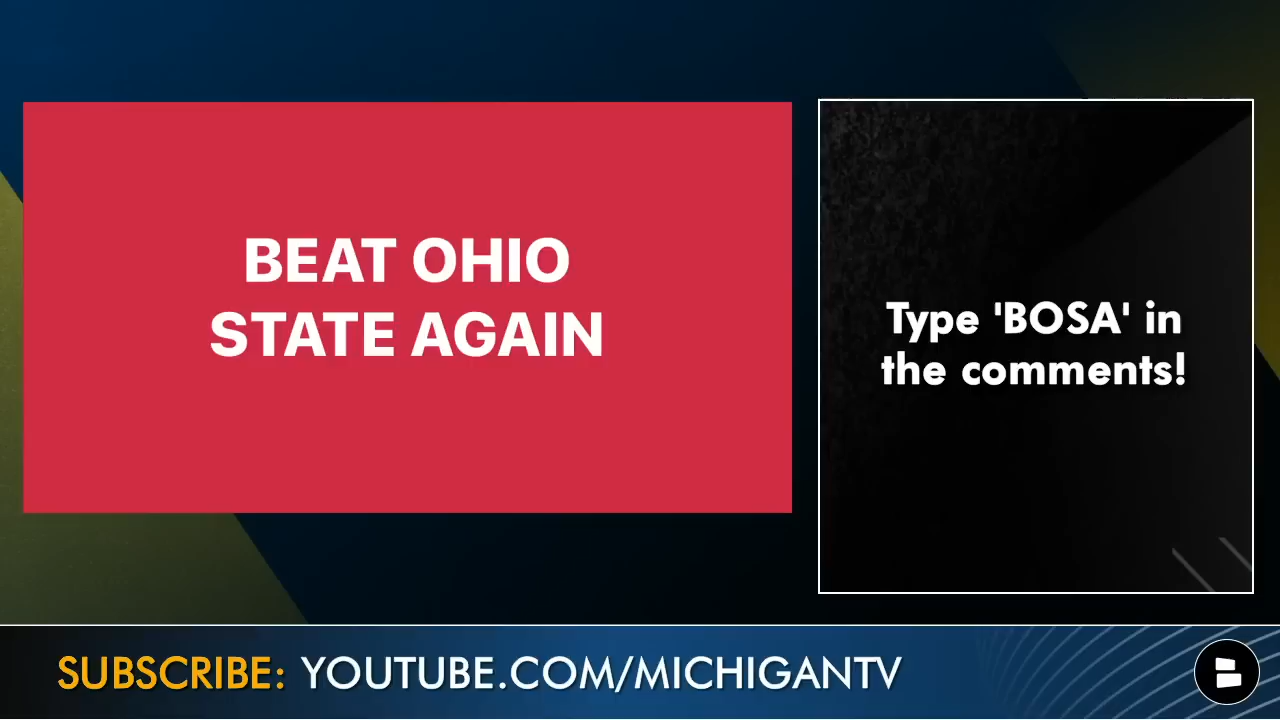 BEAT OHIO
STATE AGAIN
Type 'BOSA' in
the comments!
SUBSCRIBE: YOUTUBE.COM/MICHIGANTV